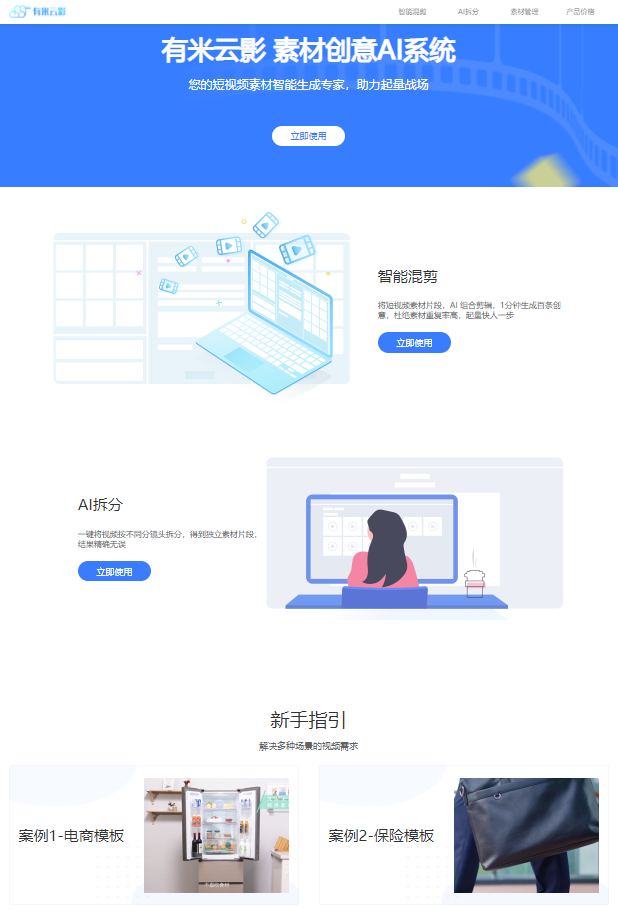 有米云影
智能混剪
AI拆分
素材管理
产品价格
有米云影 素材创意AI系统
您的短视频素材智能生成专家，助力起量战场
立即使用
智能混剪
将短视频素材片段，AI 组合剪辑，1分钟生成百条创
意，杜绝素材重复率高，起量快人一步
立即使用
AI拆分
一键将视频按不同分镜头拆分，得到独立素材片段，
结果精确无误
立即使用
新手指引
解决多种场景的视频需求
案例1-电商模板
案例2-保险模板